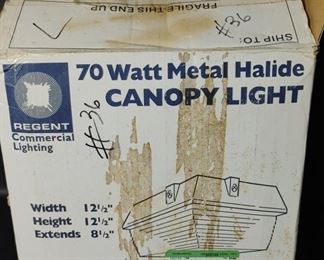 FRAGILE
THIS END UP
SHIP TO:
#36
70 Watt Metal Halide
CANOPY LIGHT
REGENT
Commercial
Lighting
#36
Width 12½"
Height 12½"
Extends 8½"